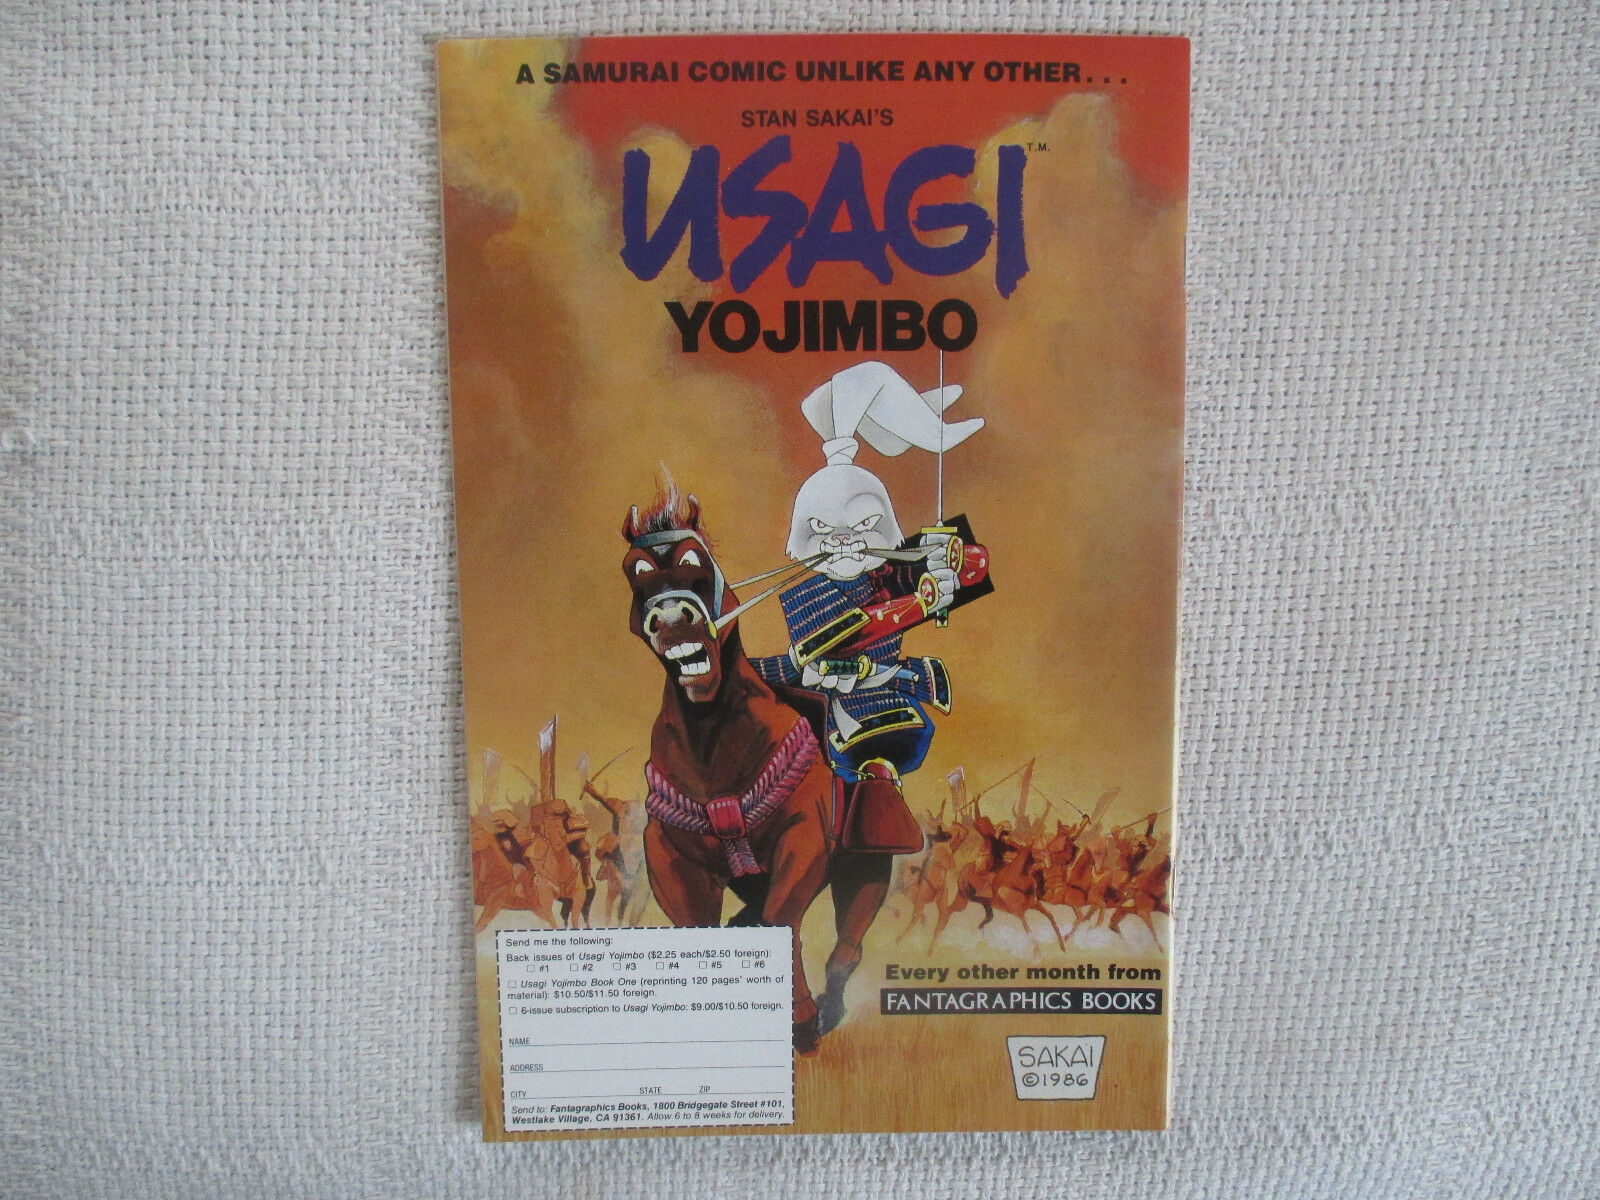 A SAMURAI COMIC UNLIKE ANY OTHER...
STAN SAKAI'S
USAGI T.M.
YOJIMBO
Send me the following:
Back issues of Usagi Yojimbo ($2.25 each/$2.50 foreign):
☐ #1 ☐ #2 ☐ #3 ☐ #4 ☐ #5 ☐ #6
☐ Usagi Yojimbo Book One (reprinting 120 pages' worth of
material): $10.50/$11.50 foreign.
☐ 6-issue subscription to Usagi Yojimbo: $9.00/$10.50 foreign.
NAME
ADDRESS
CITY STATE ZIP
Send to: Fantagraphics Books, 1800 Bridgegate Street #101,
Westlake Village, CA 91361. Allow 6 to 8 weeks for delivery.
Every other month from
FANTAGRAPHICS BOOKS
SAKAI
©1986